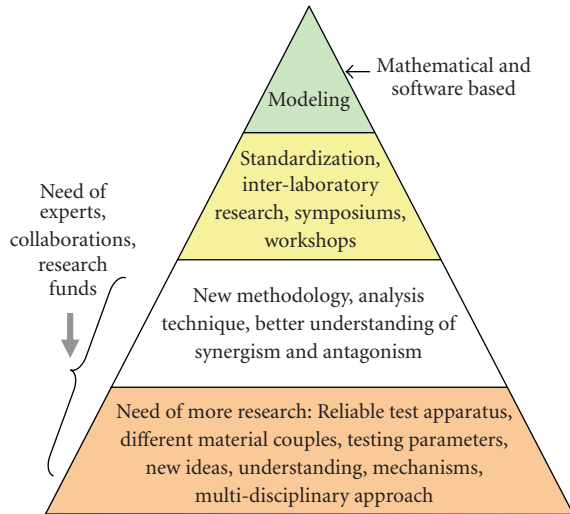 Modeling
Mathematical and
software based
Standardization,
inter-laboratory
research, symposiums,
workshops
Need of
experts,
collaborations,
research
funds
New methodology, analysis
technique, better understanding of
synergism and antagonism
Need of more research: Reliable test apparatus,
different material couples, testing parameters,
new ideas, understanding, mechanisms,
multi-disciplinary approach